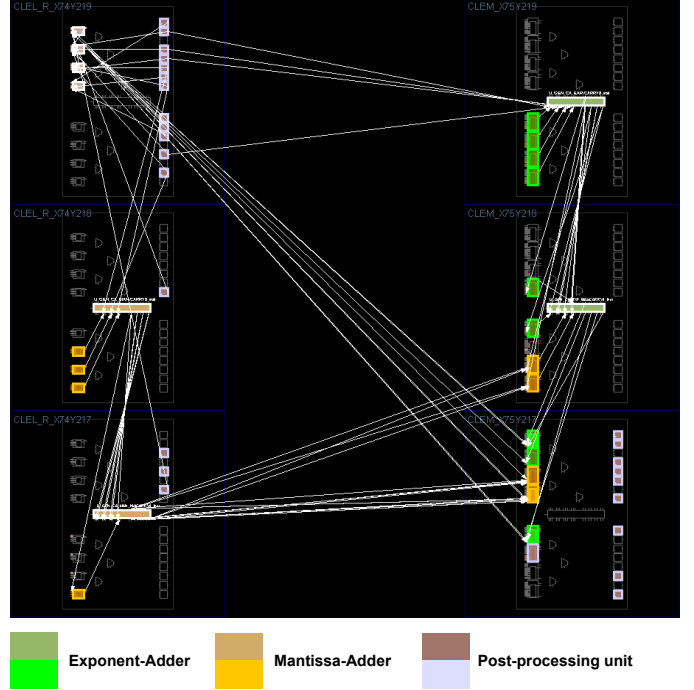 CLEL_R_X74Y219
CLEM_X75Y219
CLEL_R_X74Y218
CLEM_X75Y218
CLEL_R_X74Y217
CLEM_X75Y217
Exponent-Adder
Mantissa-Adder
Post-processing unit